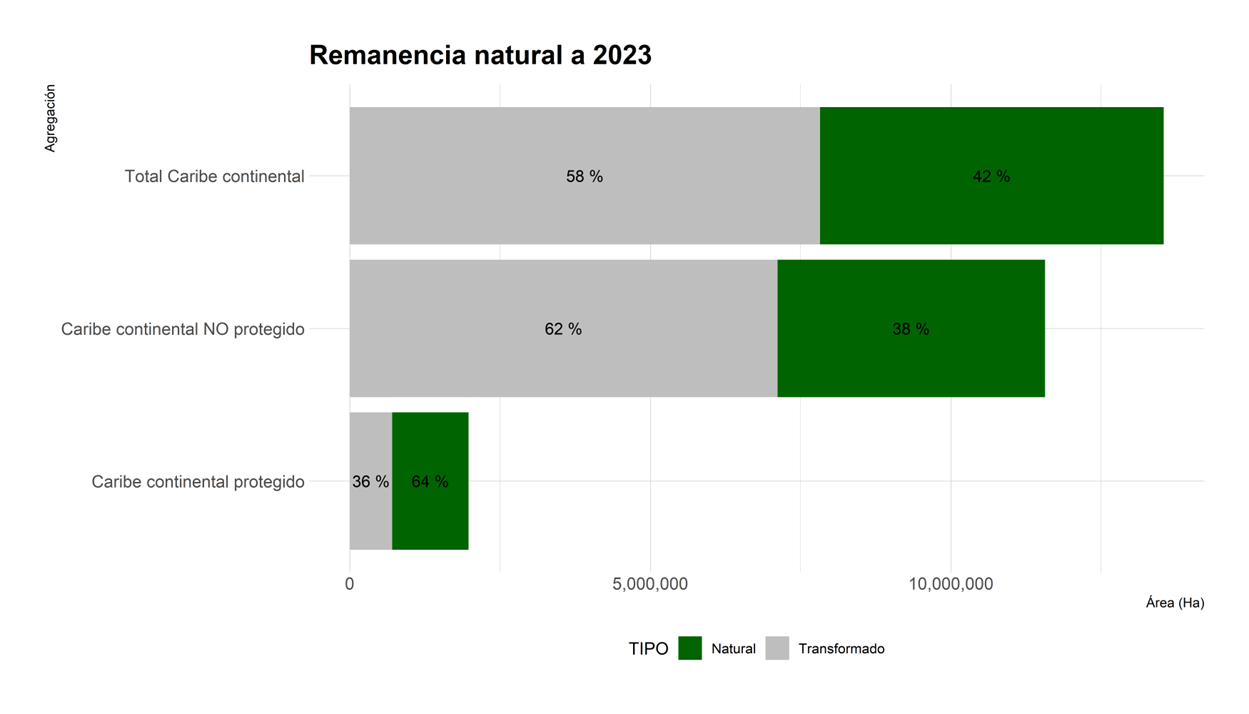 Remanencia natural a 2023
Agregación
Total Caribe continental
58 %
42 %
Caribe continental NO protegido
62 %
38 %
Caribe continental protegido
36 %
64 %
0
5,000,000
10,000,000
Área (Ha)
TIPO
Natural
Transformado